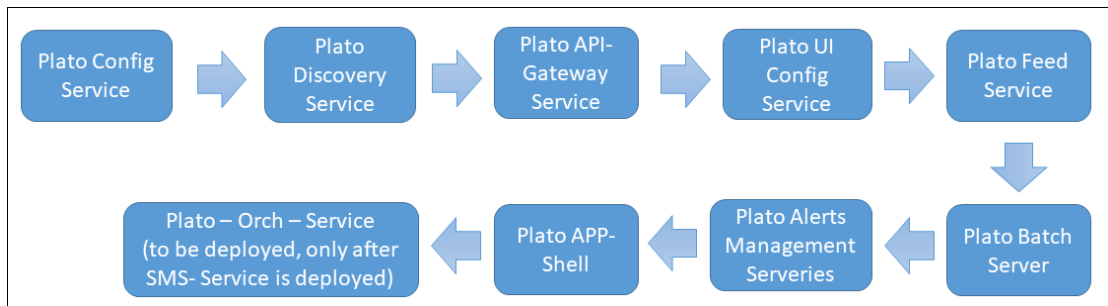 Plato Config
Service
Plato
Discovery
Service
Plato API-
Gateway
Service
Plato UI
Config
Service
Plato Feed
Service
Plato Batch
Server
Plato Alerts
Management
Serveries
Plato APP-
Shell
Plato – Orch – Service
(to be deployed, only after
SMS- Service is deployed)